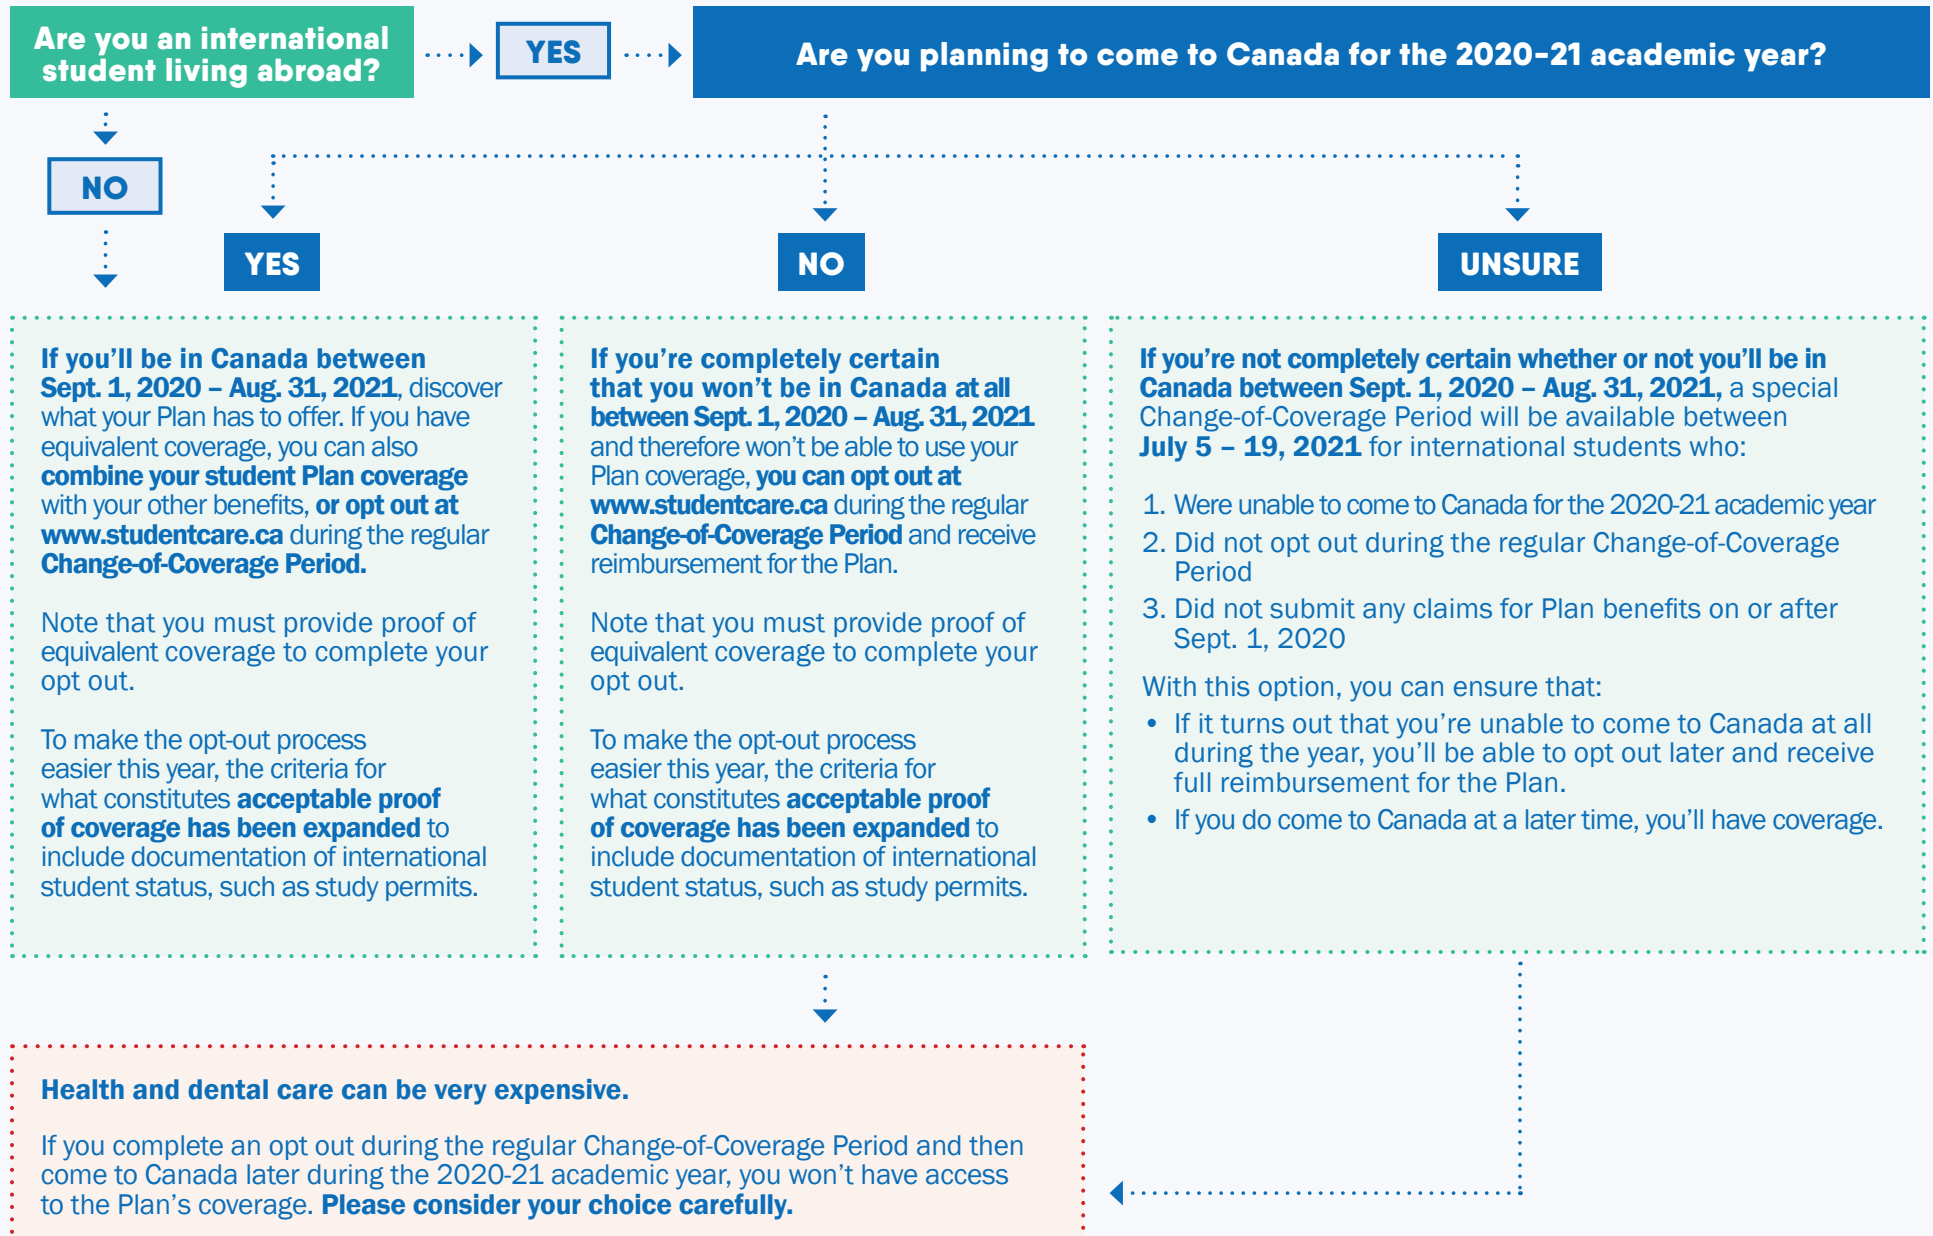 Are you an international
student living abroad?
YES
Are you planning to come to Canada for the 2020-21 academic year?
NO
YES
NO
UNSURE
If you'll be in Canada between
Sept. 1, 2020 – Aug. 31, 2021, discover
what your Plan has to offer. If you have
equivalent coverage, you can also
combine your student Plan coverage
with your other benefits, or opt out at
www.studentcare.ca during the regular
Change-of-Coverage Period.
Note that you must provide proof of
equivalent coverage to complete your
opt out.
To make the opt-out process
easier this year, the criteria for
what constitutes acceptable proof
of coverage has been expanded to
include documentation of international
student status, such as study permits.
If you're completely certain
that you won't be in Canada at all
between Sept. 1, 2020 – Aug. 31, 2021
and therefore won't be able to use your
Plan coverage, you can opt out at
www.studentcare.ca during the regular
Change-of-Coverage Period and receive
reimbursement for the Plan.
Note that you must provide proof of
equivalent coverage to complete your
opt out.
To make the opt-out process
easier this year, the criteria for
what constitutes acceptable proof
of coverage has been expanded to
include documentation of international
student status, such as study permits.
If you're not completely certain whether or not you'll be in
Canada between Sept. 1, 2020 – Aug. 31, 2021, a special
Change-of-Coverage Period will be available between
July 5 – 19, 2021 for international students who:
1. Were unable to come to Canada for the 2020-21 academic year
2. Did not opt out during the regular Change-of-Coverage
Period
3. Did not submit any claims for Plan benefits on or after
Sept. 1, 2020
With this option, you can ensure that:
• If it turns out that you're unable to come to Canada at all
during the year, you'll be able to opt out later and receive
full reimbursement for the Plan.
• If you do come to Canada at a later time, you'll have coverage.
Health and dental care can be very expensive.
If you complete an opt out during the regular Change-of-Coverage Period and then
come to Canada later during the 2020-21 academic year, you won't have access
to the Plan's coverage. Please consider your choice carefully.